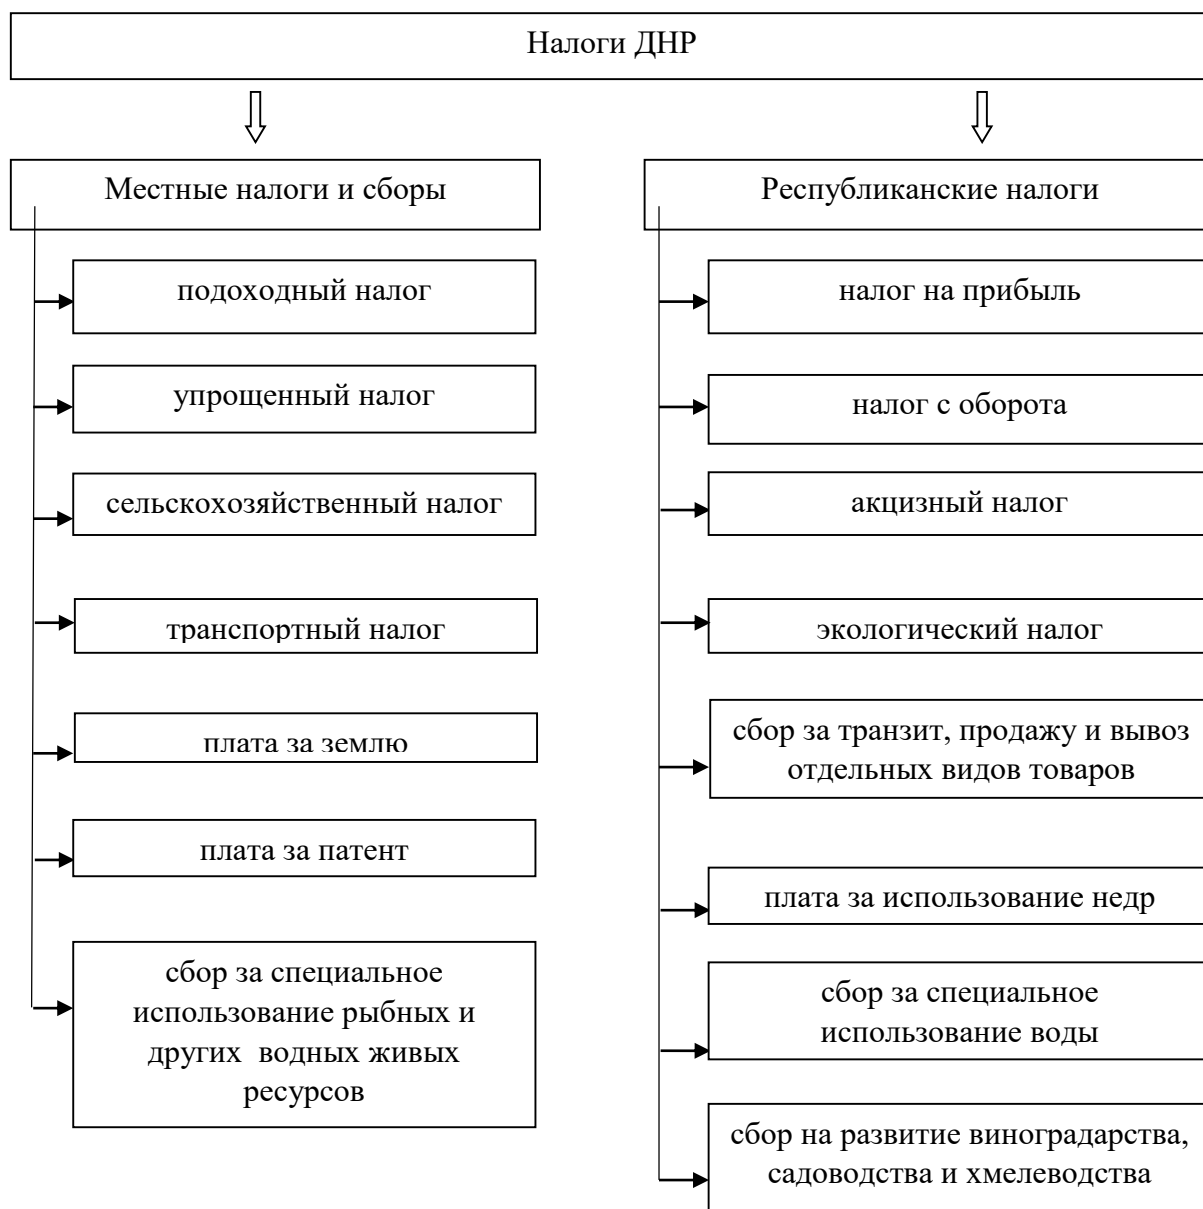 Налоги ДНР
Местные налоги и сборы
подоходный налог
упрощенный налог
сельскохозяйственный налог
транспортный налог
плата за землю
плата за патент
сбор за специальное
использование рыбных и
других водных живых
ресурсов
Республиканские налоги
налог на прибыль
налог с оборота
акцизный налог
экологический налог
сбор за транзит, продажу и вывоз
отдельных видов товаров
плата за использование недр
сбор за специальное
использование воды
сбор на развитие виноградарства,
садоводства и хмелеводства